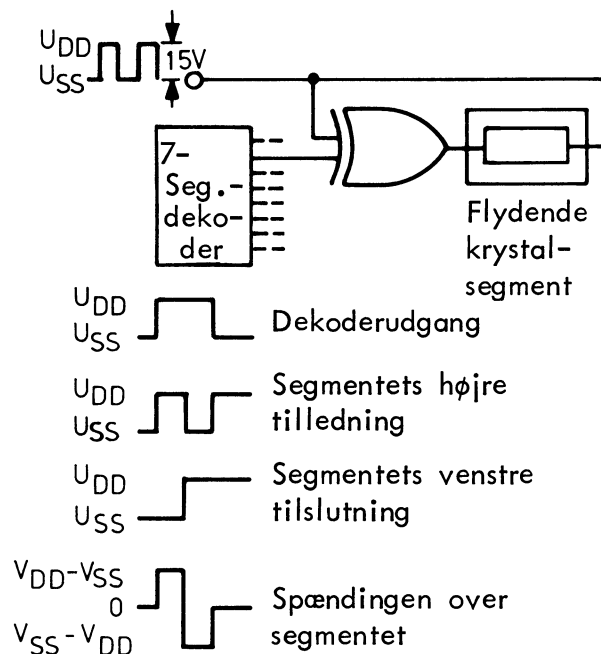 UDD
USS
15V
7-
Seg.-
deko-
der
Flydende
krystal-
segment
UDD
USS
Dekoderudgang
UDD
USS
Segmentets højre
tilledning
UDD
USS
Segmentets venstre
tilslutning
VDD-VSS
0
VSS-VDD
Spændingen over
segmentet